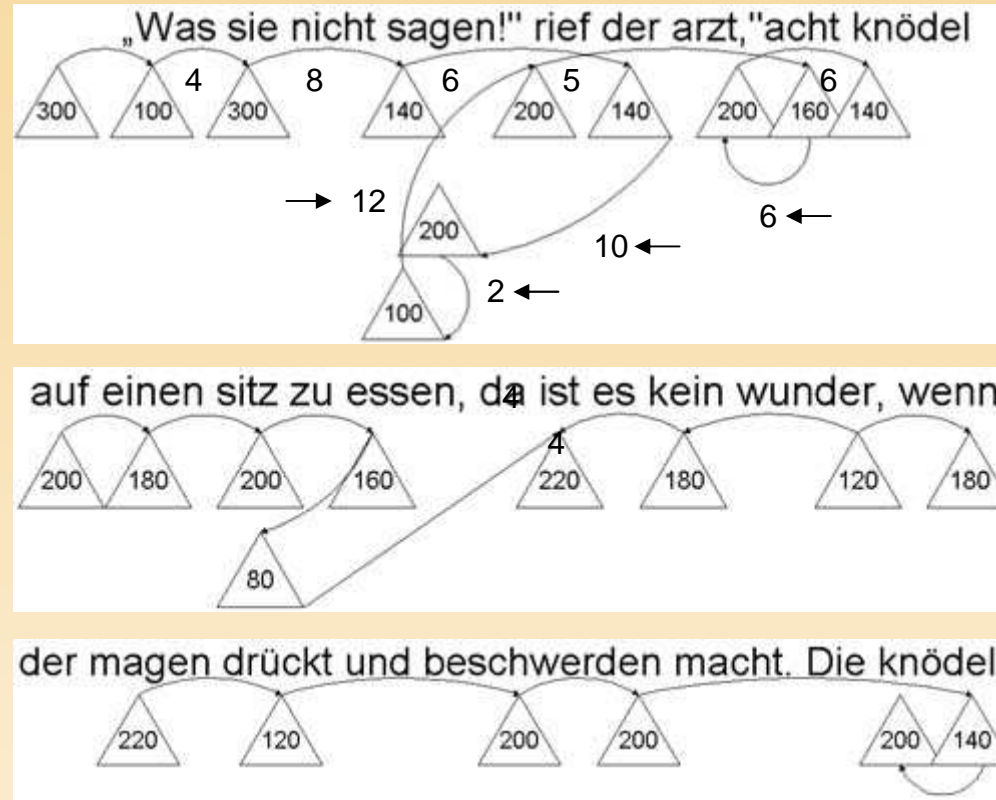 „Was sie nicht sagen!" rief der arzt,"acht knödel
4 8 6 5 6
300 100 300 140 200 140 200 160 140
→ 12
200
6 ←
10 ←
2 ←
100
auf einen sitz zu essen, da ist es kein wunder, wenn
4
4
200 180 200 160 220 180 120 180
80
der magen drückt und beschwerden macht. Die knödel
220 120 200 200 200 140